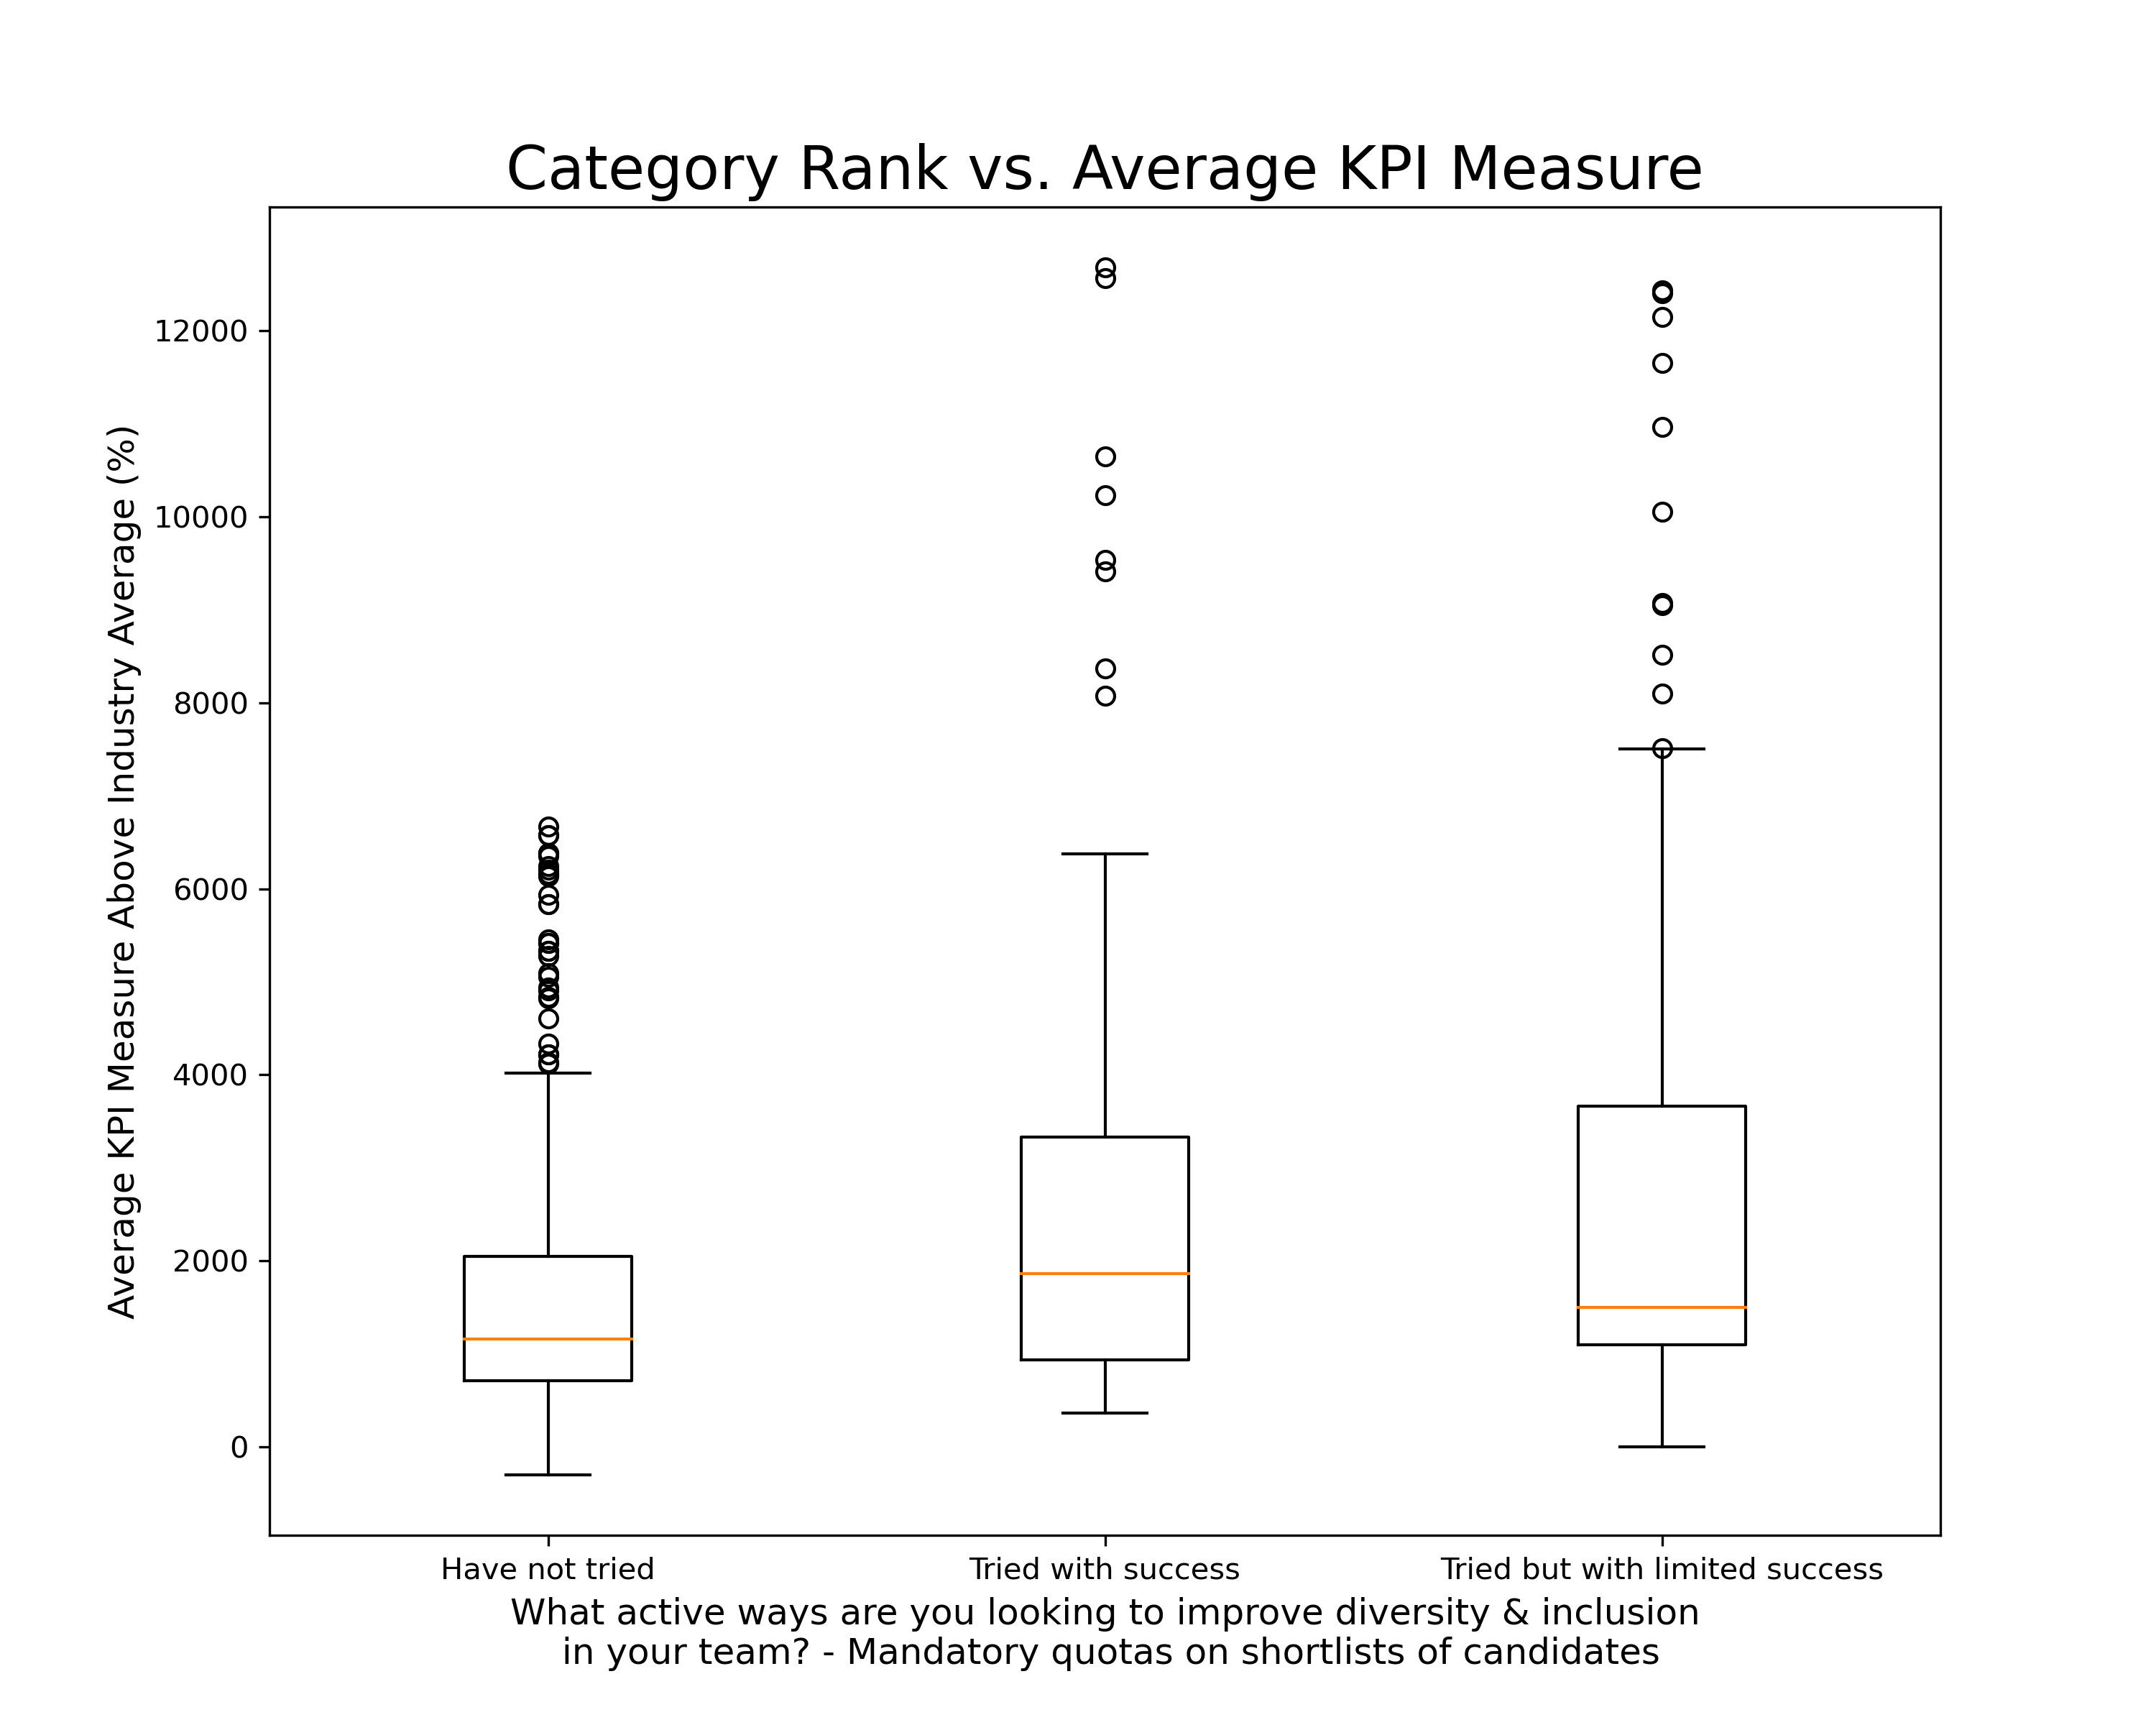 Category Rank vs. Average KPI Measure
Average KPI Measure Above Industry Average (%)
12000
10000
8000
6000
4000
2000
0
Have not tried
Tried with success
Tried but with limited success
What active ways are you looking to improve diversity & inclusion
in your team? - Mandatory quotas on shortlists of candidates